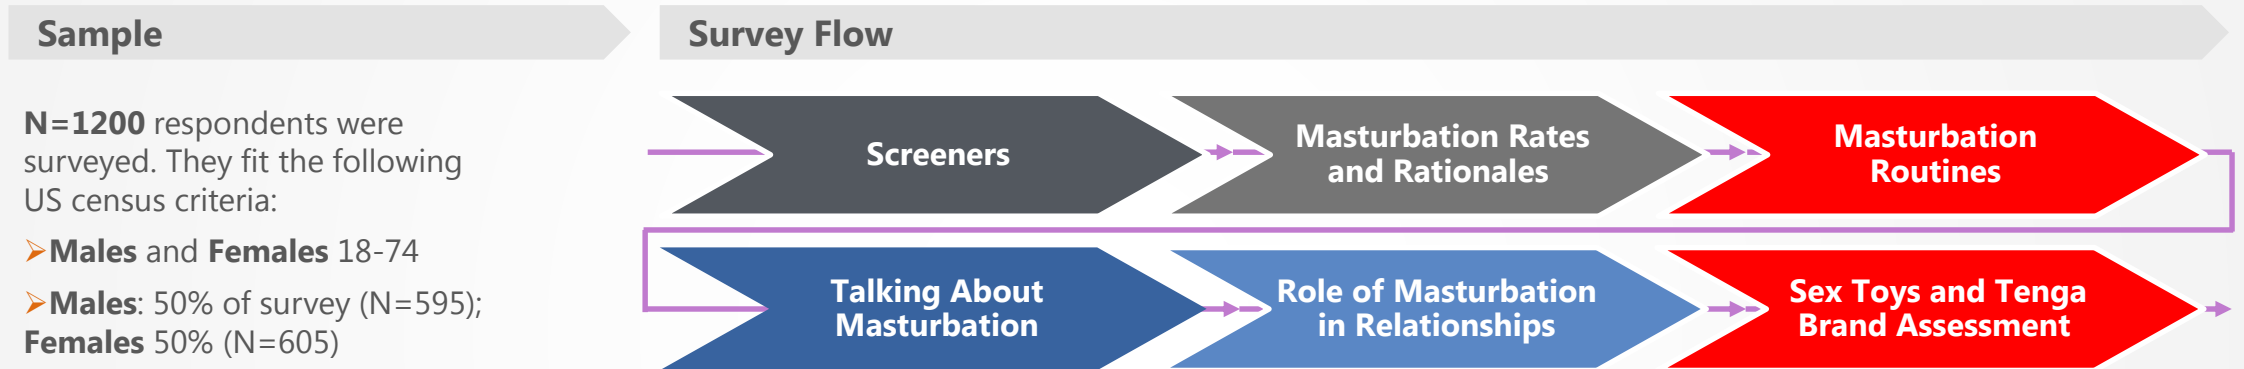 Sample
N=1200 respondents were
surveyed. They fit the following
US census criteria:
➢Males and Females 18-74
➢Males: 50% of survey (N=595);
Females 50% (N=605)
Survey Flow
Screeners
Masturbation Rates
and Rationales
Masturbation
Routines
Talking About
Masturbation
Role of Masturbation
in Relationships
Sex Toys and Tenga
Brand Assessment